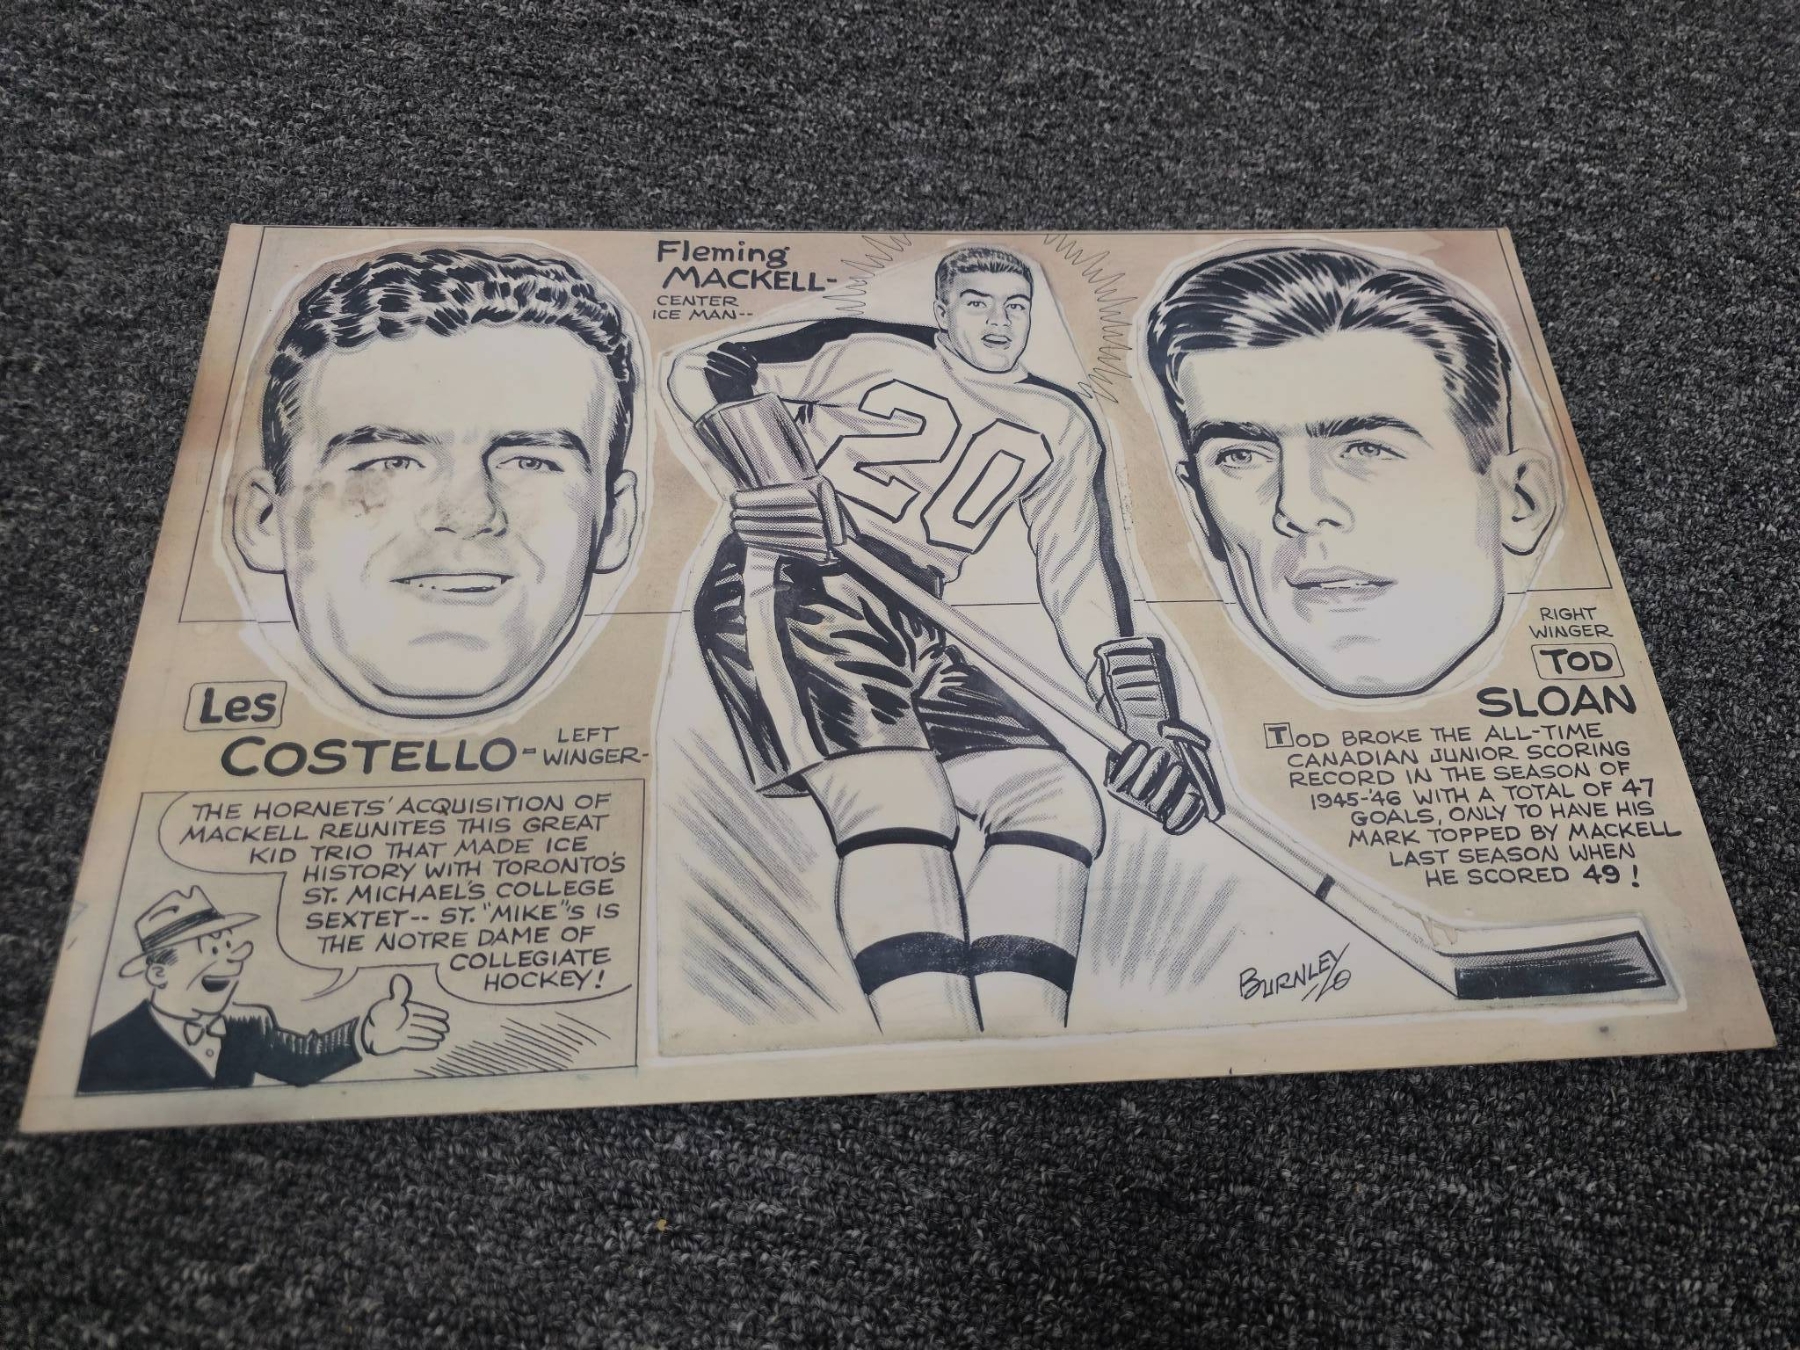 Fleming
MACKELL-
CENTER
ICE MAN--
20
Les
COSTELLO-
LEFT
WINGER-
THE HORNETS' ACQUISITION OF
MACKELL REUNITES THIS GREAT
KID TRIO THAT MADE ICE
HISTORY WITH TORONTO'S
ST. MICHAEL'S COLLEGE
SEXTET-- ST. "MIKE"S IS
THE NOTRE DAME OF
COLLEGIATE
HOCKEY!
RIGHT
WINGER
TOD
SLOAN
TOD BROKE THE ALL-TIME
CANADIAN JUNIOR SCORING
RECORD IN THE SEASON OF
1945-'46 WITH A TOTAL OF 47
GOALS, ONLY TO HAVE HIS
MARK TOPPED BY MACKELL
LAST SEASON WHEN
HE SCORED 49!
BURNLEY